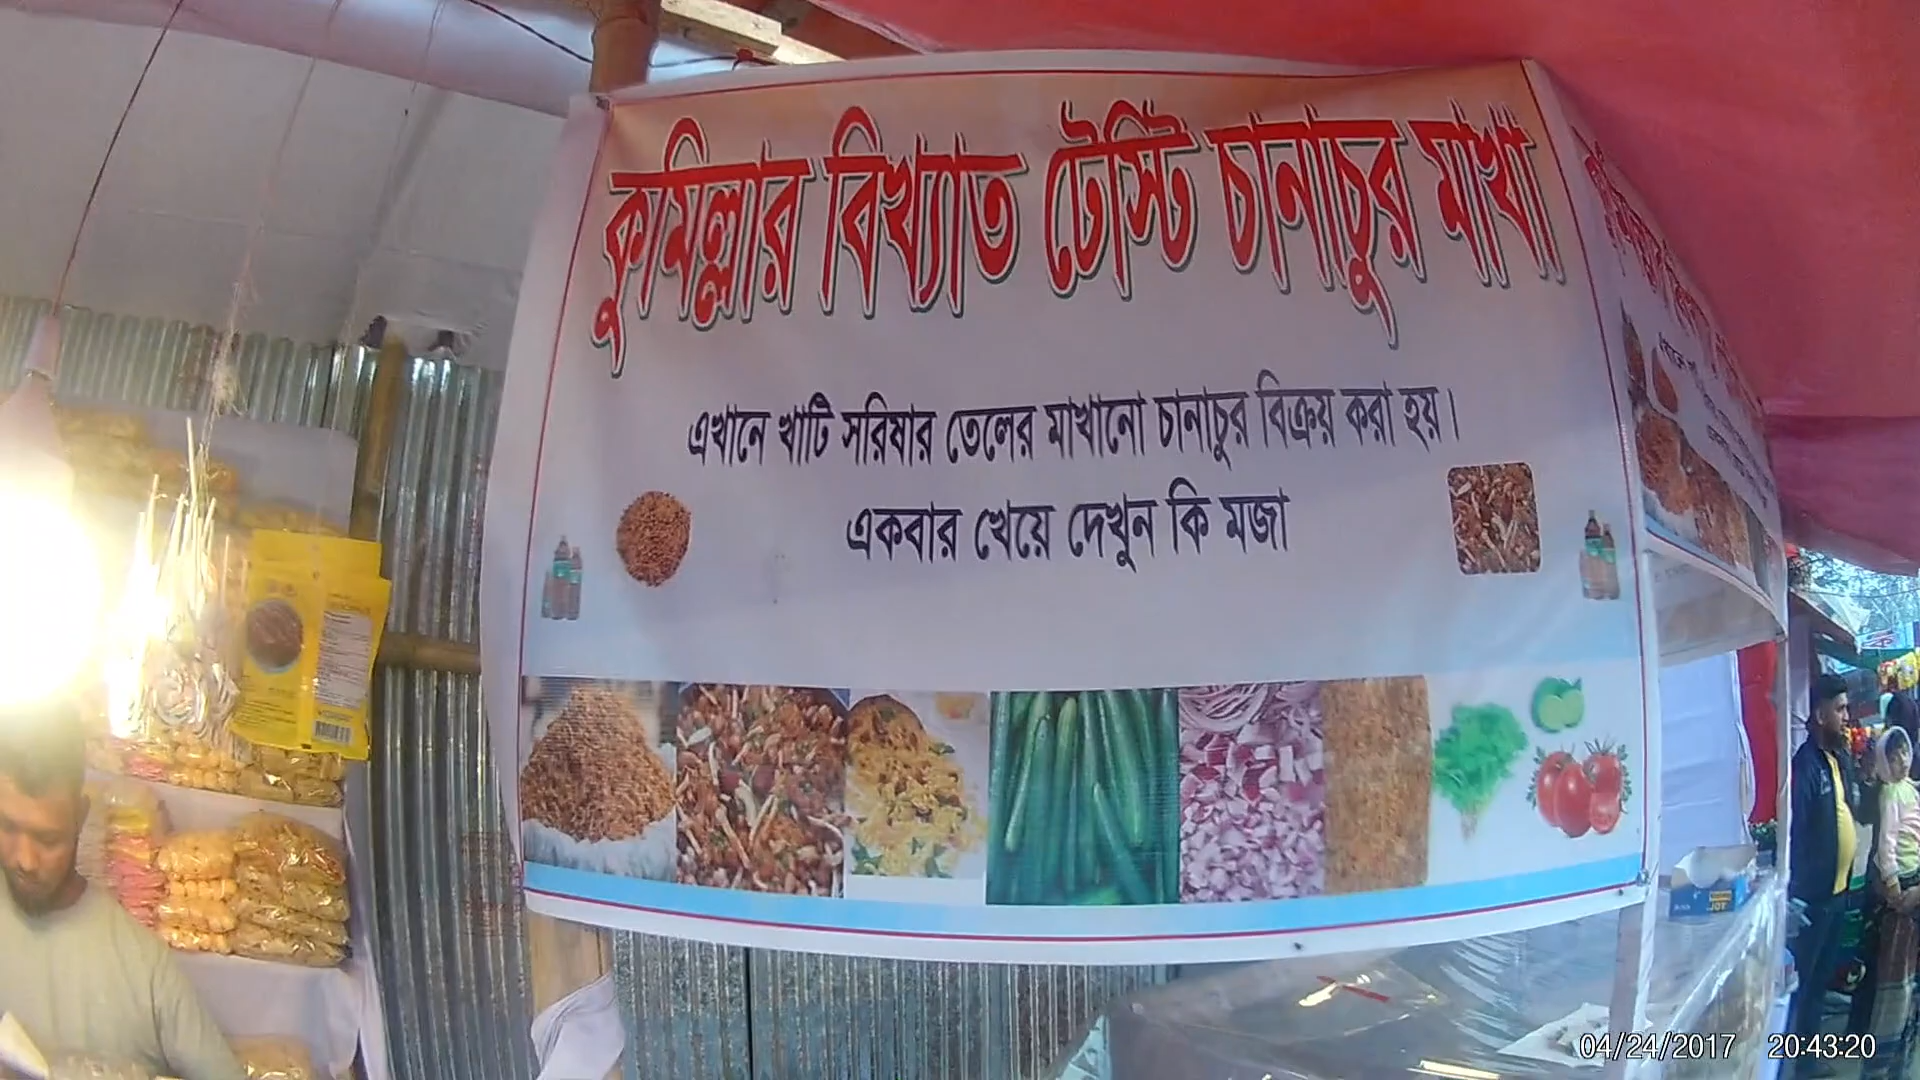 কুমিল্লার বিখ্যাত টেস্টি চানাচুর মাখা
এখানে খাটি সরিষার তেলের মাখানো চানাচুর বিক্রয় করা হয়।
একবার খেয়ে দেখুন কি মজা
04/24/2017 20:43:20